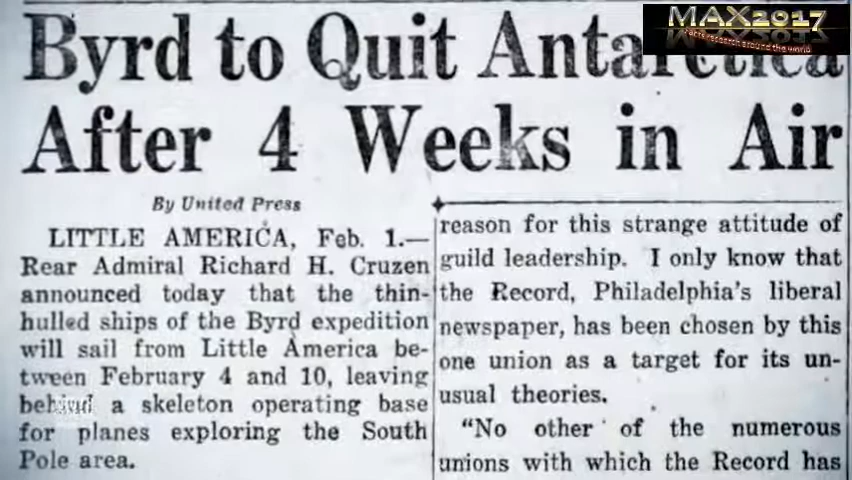 MAX2017
Facts research around the world
Byrd to Quit Antarctica
After 4 Weeks in Air
By United Press
LITTLE AMERICA, Feb. 1.—
Rear Admiral Richard H. Cruzen
announced today that the thin-
hulled ships of the Byrd expedition
will sail from Little America be-
tween February 4 and 10, leaving
behind a skeleton operating base
for planes exploring the South
Pole area.
reason for this strange attitude of
guild leadership. I only know that
the Record, Philadelphia's liberal
newspaper, has been chosen by this
one union as a target for its un-
usual theories.
"No other of the numerous
unions with which the Record has